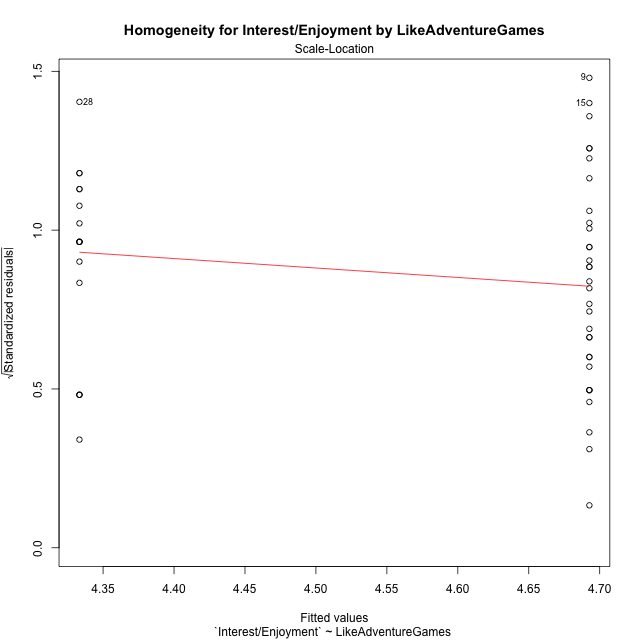 Homogeneity for Interest/Enjoyment by LikeAdventureGames
Scale-Location
1.5
1.0
0.5
0.0
√|Standardized residuals|
28
9
15
4.35 4.40 4.45 4.50 4.55 4.60 4.65 4.70
Fitted values
`Interest/Enjoyment` ~ LikeAdventureGames